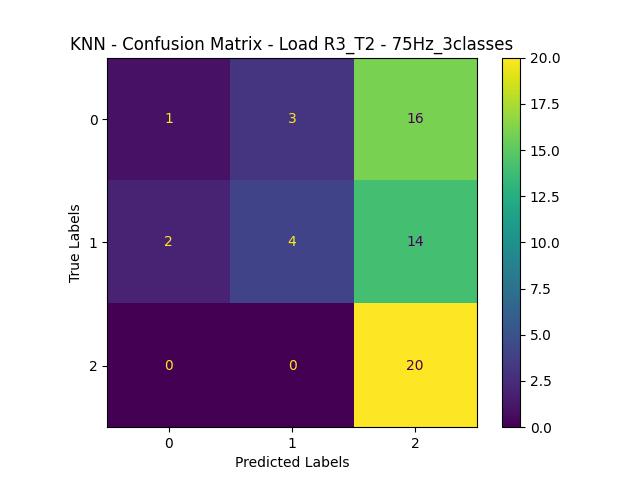 KNN - Confusion Matrix - Load R3_T2 - 75Hz_3classes
True Labels
0 1 3 16
1 2 4 14
2 0 0 20
0 1 2
Predicted Labels
20.0
17.5
15.0
12.5
10.0
7.5
5.0
2.5
0.0